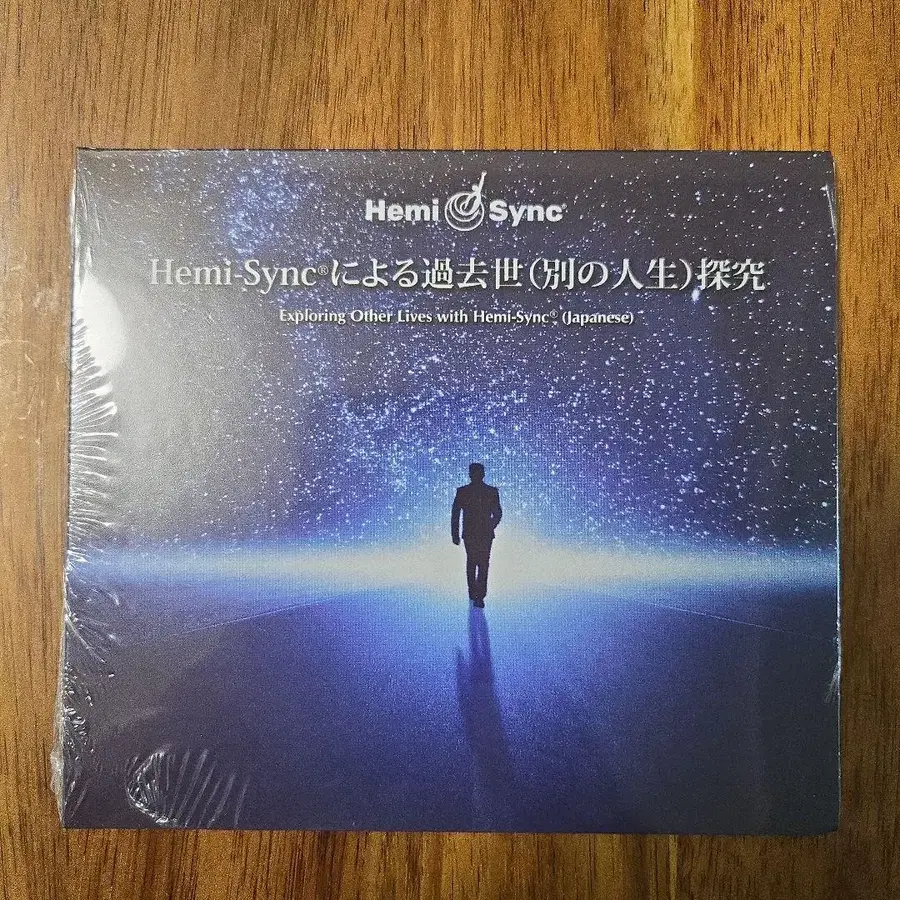 Hemi Sync®
Hemi-Sync®による過去世(別の人生)探究
Exploring Other Lives with Hemi-Sync® (Japanese)